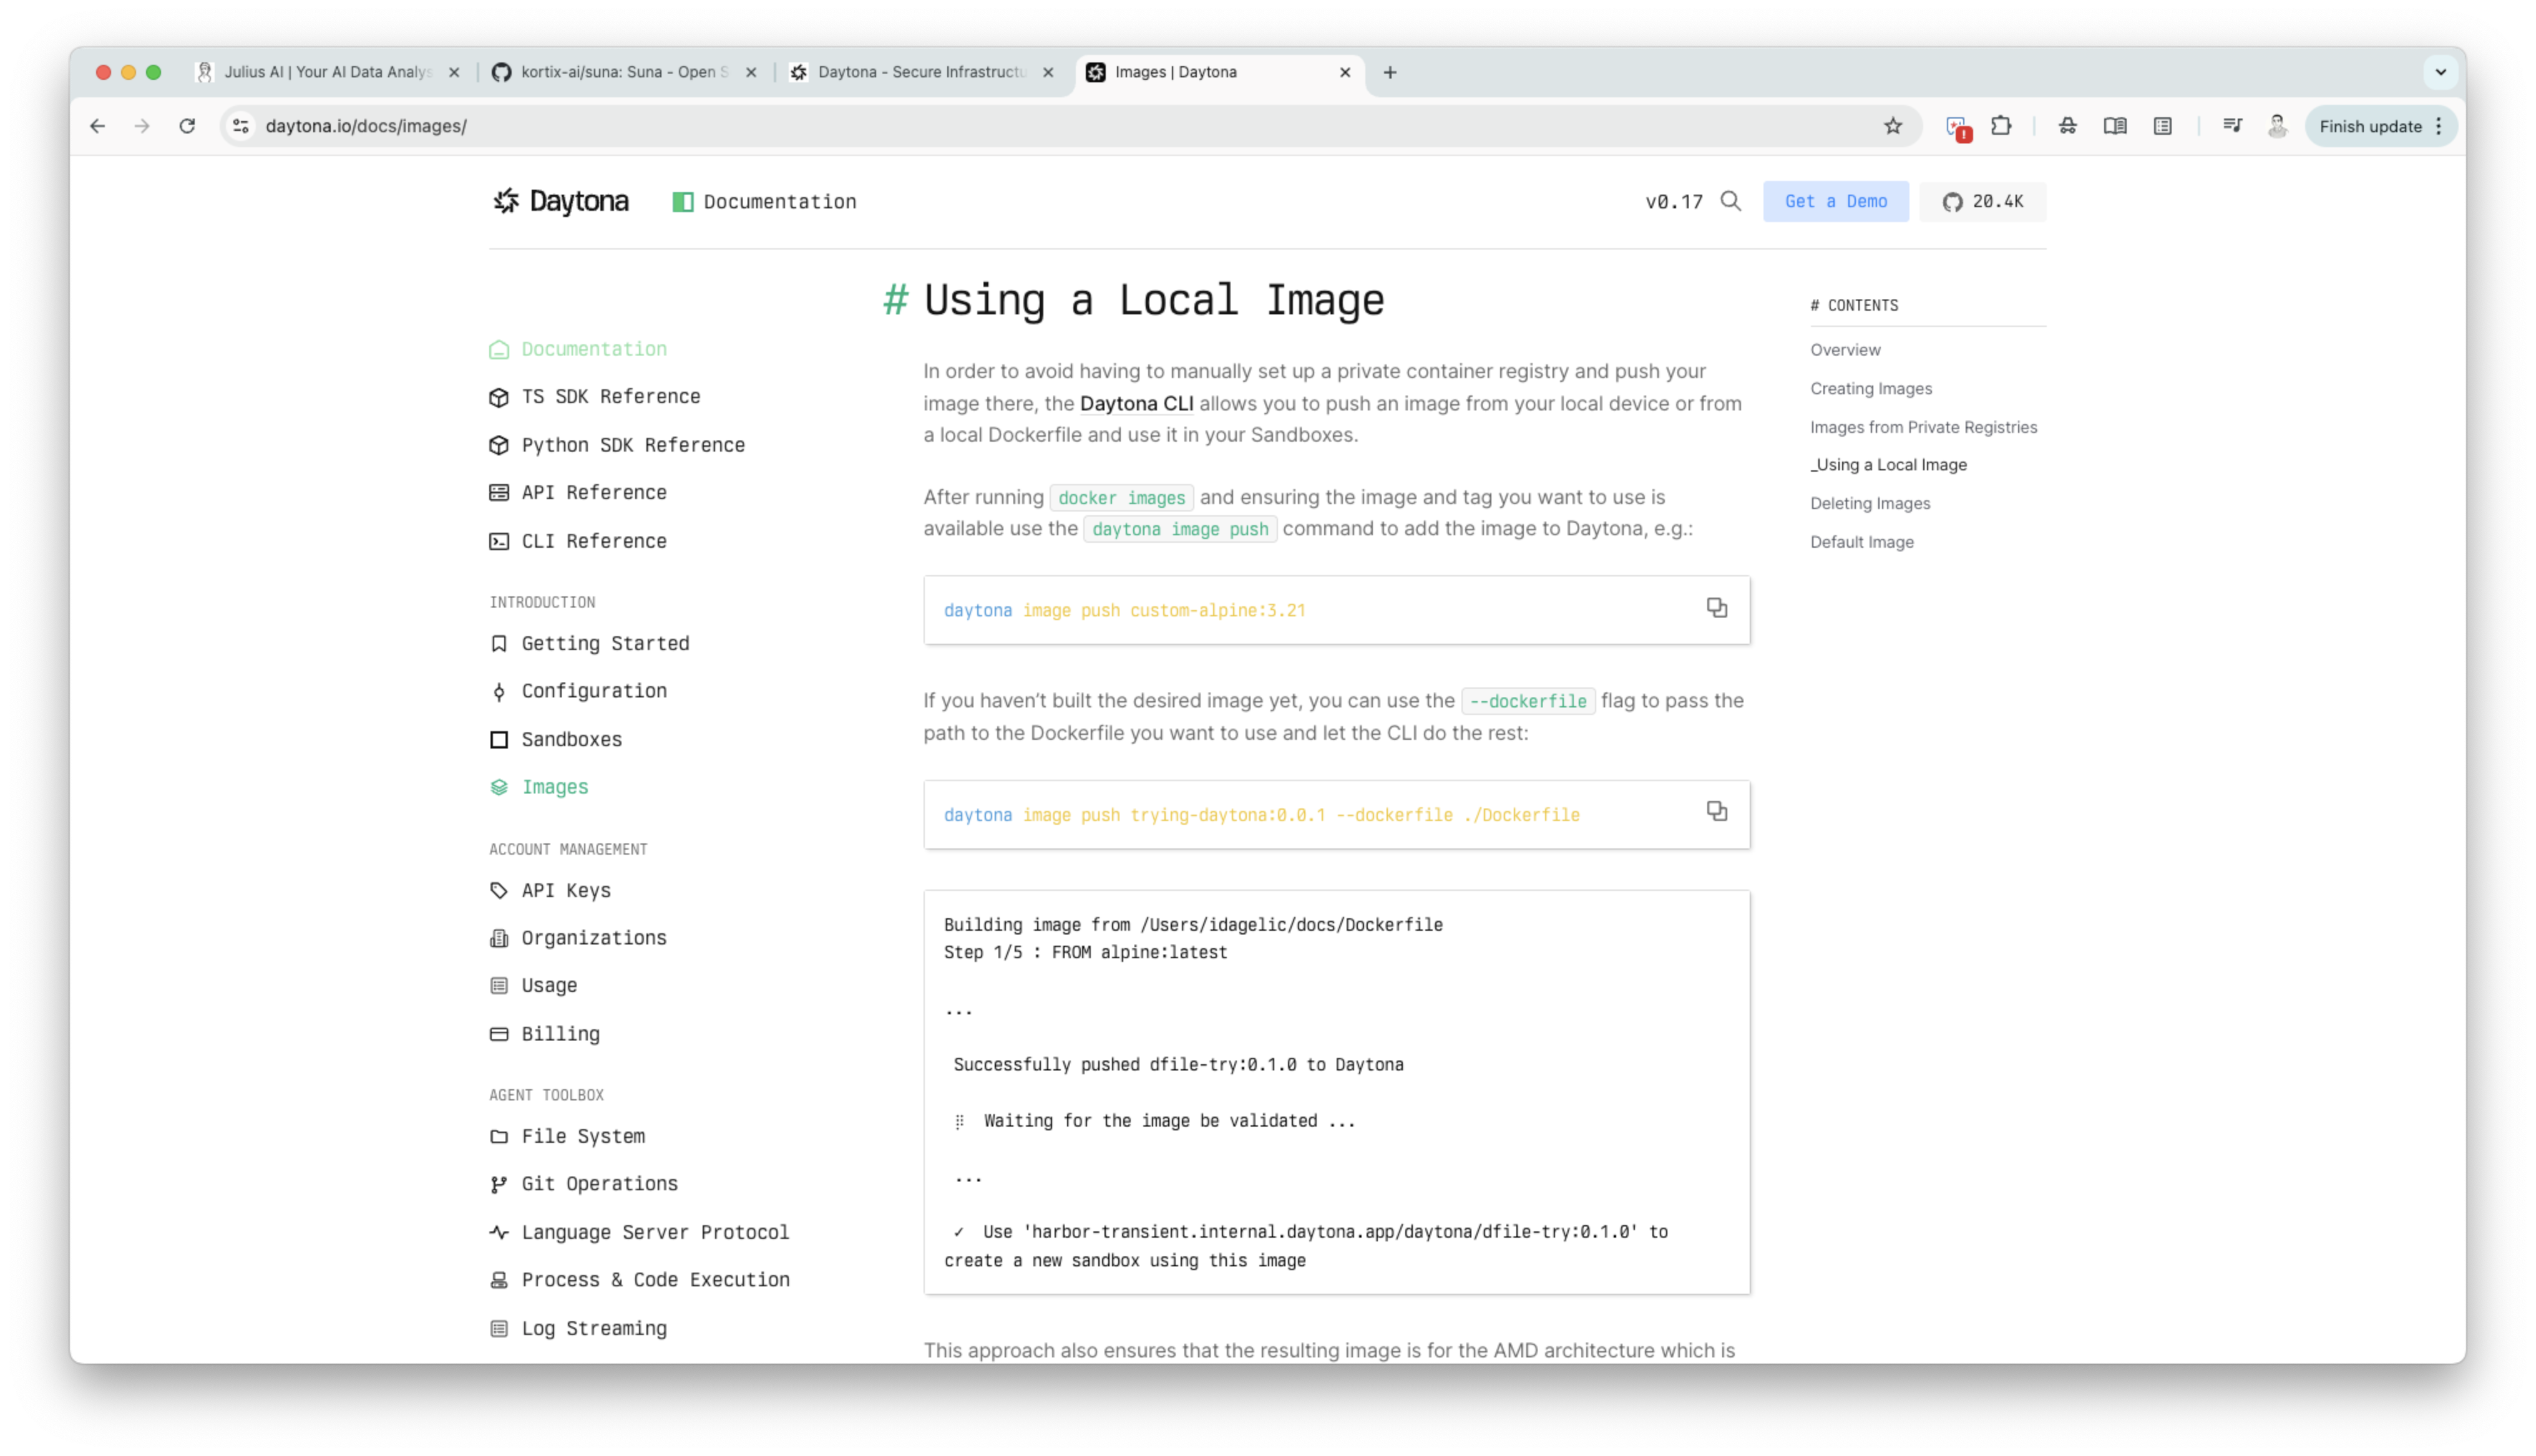 Julius AI | Your AI Data Analys
kortix-ai/suna: Suna - Open S
Daytona - Secure Infrastructu
Images | Daytona
daytona.io/docs/images/
Finish update
Daytona
Documentation
v0.17
Get a Demo
20.4K
Documentation
TS SDK Reference
Python SDK Reference
API Reference
CLI Reference
INTRODUCTION
Getting Started
Configuration
Sandboxes
Images
ACCOUNT MANAGEMENT
API Keys
Organizations
Usage
Billing
AGENT TOOLBOX
File System
Git Operations
Language Server Protocol
Process & Code Execution
Log Streaming
# Using a Local Image
In order to avoid having to manually set up a private container registry and push your
image there, the Daytona CLI allows you to push an image from your local device or from
a local Dockerfile and use it in your Sandboxes.
After running docker images and ensuring the image and tag you want to use is
available use the daytona image push command to add the image to Daytona, e.g.:
daytona image push custom-alpine:3.21
If you haven’t built the desired image yet, you can use the --dockerfile flag to pass the
path to the Dockerfile you want to use and let the CLI do the rest:
daytona image push trying-daytona:0.0.1 --dockerfile ./Dockerfile
Building image from /Users/idagelic/docs/Dockerfile
Step 1/5 : FROM alpine:latest
...
Successfully pushed dfile-try:0.1.0 to Daytona
⣿ Waiting for the image be validated ...
...
✓ Use 'harbor-transient.internal.daytona.app/daytona/dfile-try:0.1.0' to
create a new sandbox using this image
This approach also ensures that the resulting image is for the AMD architecture which is
# CONTENTS
Overview
Creating Images
Images from Private Registries
_Using a Local Image
Deleting Images
Default Image